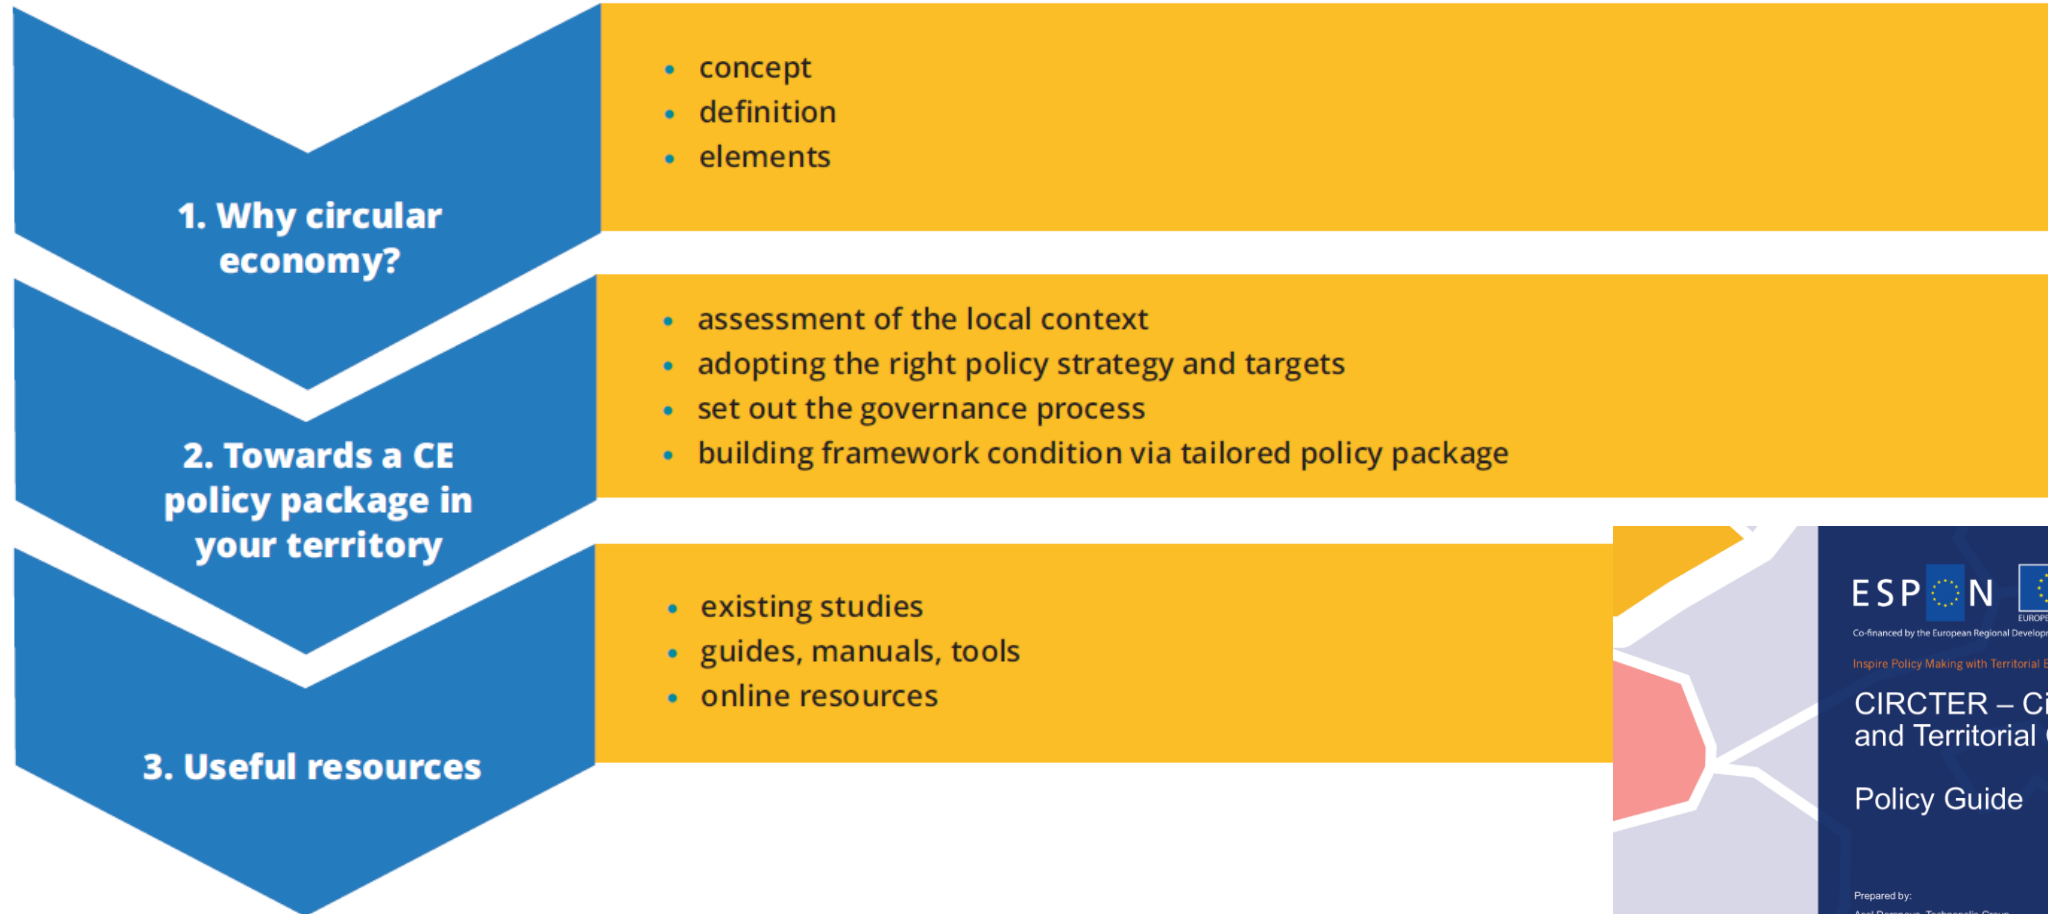 1. Why circular
economy?
• concept
• definition
• elements
2. Towards a CE
policy package in
your territory
• assessment of the local context
• adopting the right policy strategy and targets
• set out the governance process
• building framework condition via tailored policy package
3. Useful resources
• existing studies
• guides, manuals, tools
• online resources
ESPON
Co-financed by the European Regional
Inspire Policy Making with Territorial
CIRCTER –
and Territorial
Policy Guide
Prepared by: